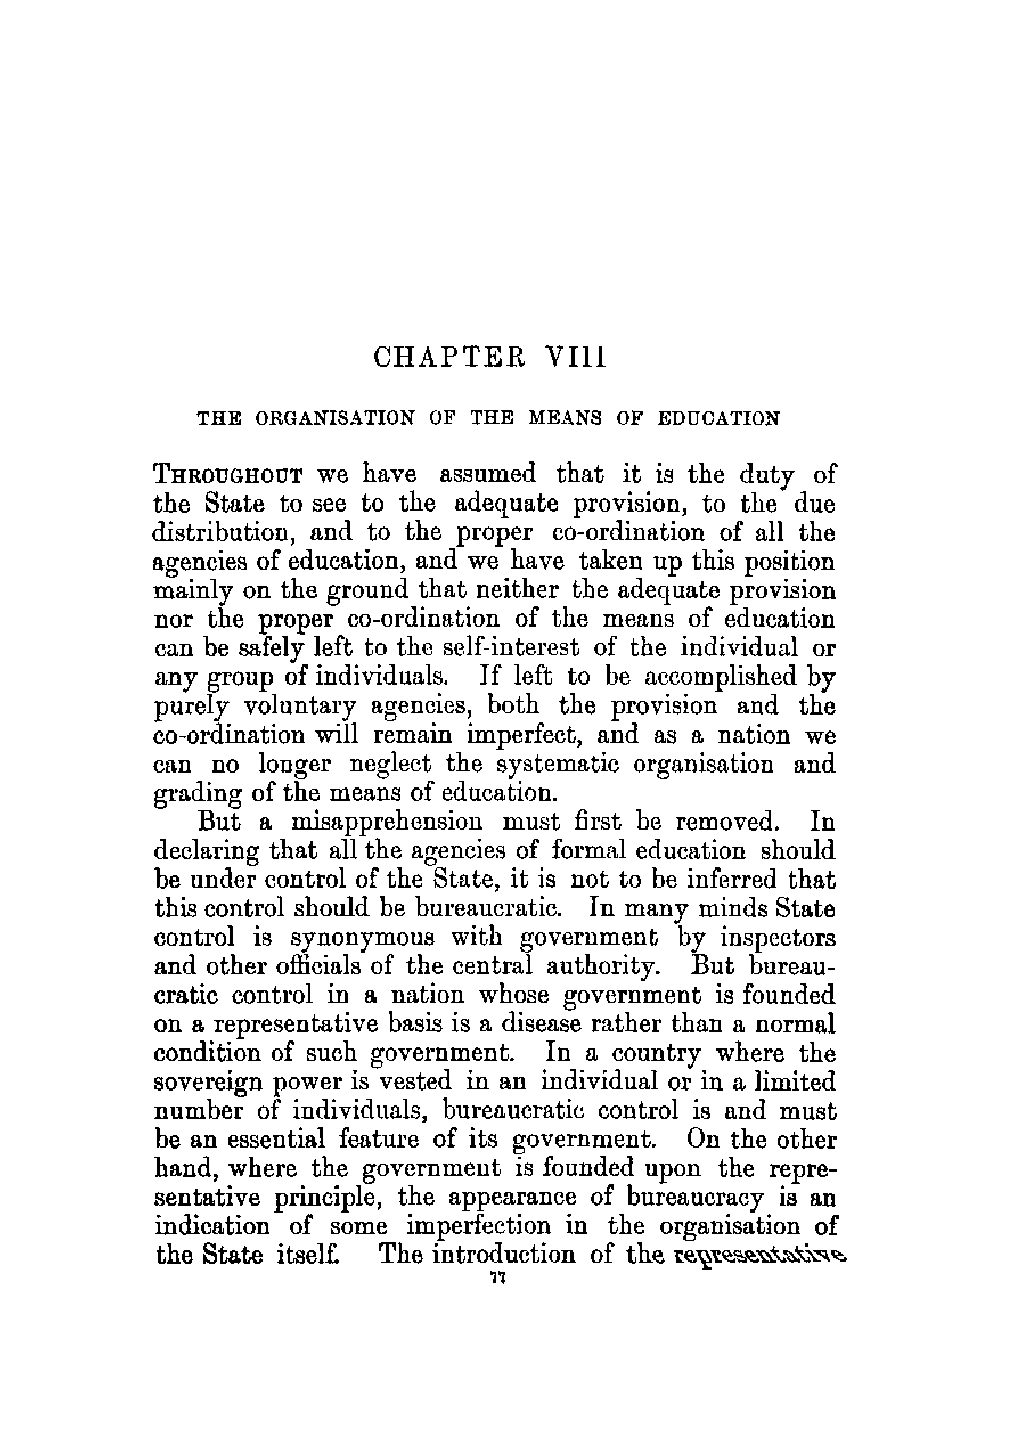 CHAPTER VIII
THE ORGANISATION OF THE MEANS OF EDUCATION
THROUGHOUT we have assumed that it is the duty of
the State to see to the adequate provision, to the due
distribution, and to the proper co-ordination of all the
agencies of education, and we have taken up this position
mainly on the ground that neither the adequate provision
nor the proper co-ordination of the means of education
can be safely left to the self-interest of the individual or
any group of individuals. If left to be accomplished by
purely voluntary agencies, both the provision and the
co-ordination will remain imperfect, and as a nation we
can no longer neglect the systematic organisation and
grading of the means of education.
But a misapprehension must first be removed. In
declaring that all the agencies of formal education should
be under control of the State, it is not to be inferred that
this control should be bureaucratic. In many minds State
control is synonymous with government by inspectors
and other officials of the central authority. But bureau-
cratic control in a nation whose government is founded
on a representative basis is a disease rather than a normal
condition of such government. In a country where the
sovereign power is vested in an individual or in a limited
number of individuals, bureaucratic control is and must
be an essential feature of its government. On the other
hand, where the government is founded upon the repre-
sentative principle, the appearance of bureaucracy is an
indication of some imperfection in the organisation of
the State itself. The introduction of the representative
77